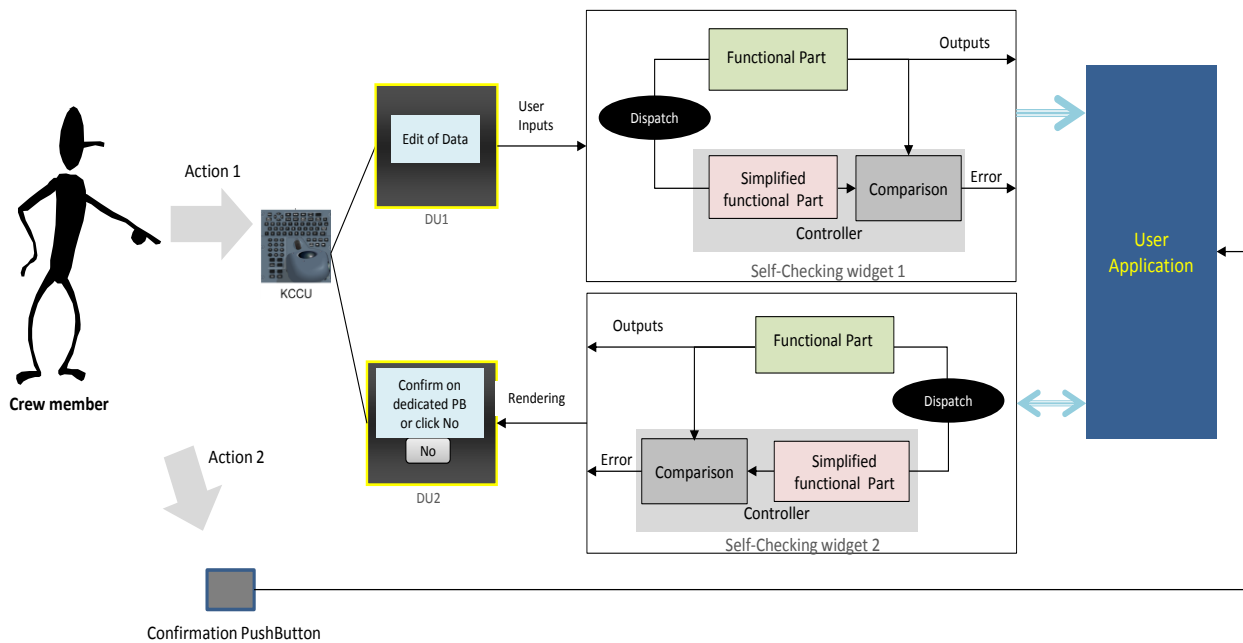 Crew member
Action 1
Action 2
Confirmation PushButton
KCCU
Edit of Data
DU1
User
Inputs
Functional Part
Outputs
Dispatch
Simplified
functional Part
Comparison
Error
Controller
Self-Checking widget 1
Confirm on
dedicated PB
or click No
No
DU2
Rendering
Outputs
Functional Part
Dispatch
Error
Comparison
Simplified
functional Part
Controller
Self-Checking widget 2
User
Application